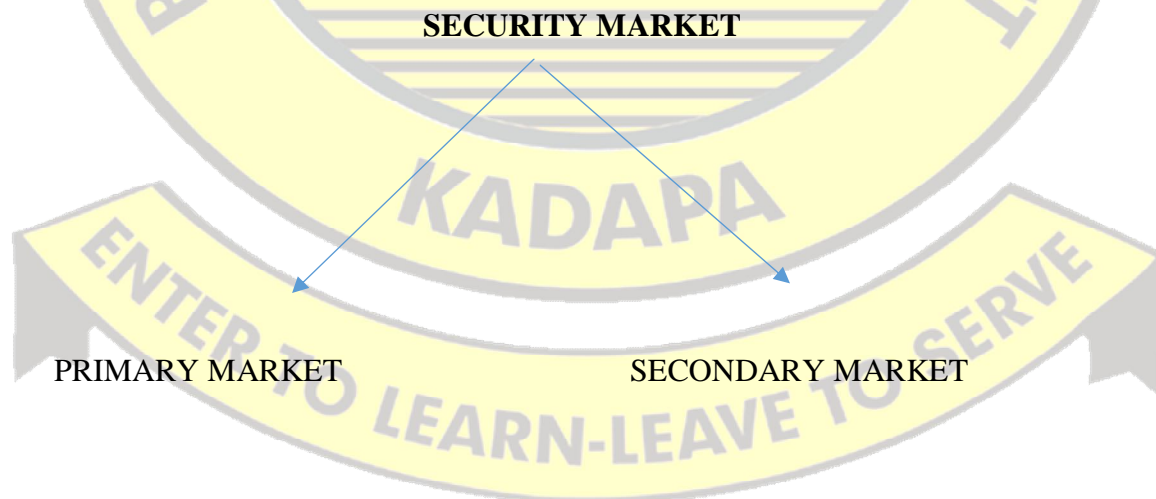 SECURITY MARKET
KADAPA
PRIMARY MARKET
SECONDARY MARKET
ENTER TO LEARN-LEAVE TO SERVE